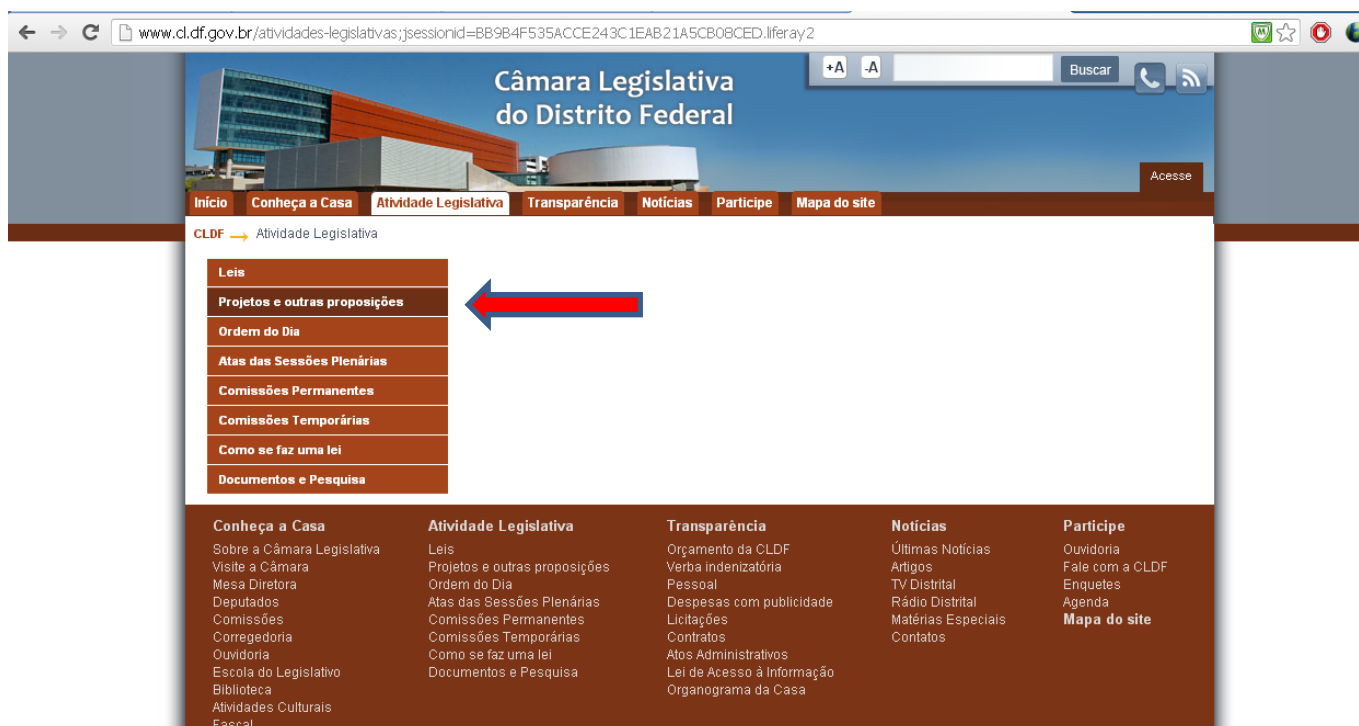 www.cl.df.gov.br/atividades-legislativas;jsessionid=BB9B4F535ACCE243C1EAB21A5CB08CED.liferay2
Câmara Legislativa
do Distrito Federal
+A -A
Buscar
Acesse
Início Conheça a Casa Atividade Legislativa Transparência Notícias Participe Mapa do site
CLDF → Atividade Legislativa
Leis
Projetos e outras proposições
Ordem do Dia
Atas das Sessões Plenárias
Comissões Permanentes
Comissões Temporárias
Como se faz uma lei
Documentos e Pesquisa
Conheça a Casa
Sobre a Câmara Legislativa
Visite a Câmara
Mesa Diretora
Deputados
Comissões
Corregedoria
Ouvidoria
Escola do Legislativo
Biblioteca
Atividades Culturais
Fascal
Atividade Legislativa
Leis
Projetos e outras proposições
Ordem do Dia
Atas das Sessões Plenárias
Comissões Permanentes
Comissões Temporárias
Como se faz uma lei
Documentos e Pesquisa
Transparência
Orçamento da CLDF
Verba indenizatória
Pessoal
Despesas com publicidade
Licitações
Contratos
Atos Administrativos
Lei de Acesso à Informação
Organograma da Casa
Notícias
Últimas Notícias
Artigos
TV Distrital
Rádio Distrital
Matérias Especiais
Contatos
Participe
Ouvidoria
Fale com a CLDF
Enquetes
Agenda
Mapa do site